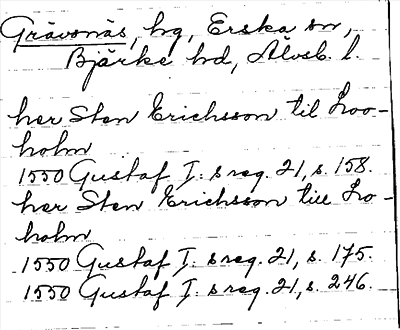 Grävsnäs, hg, Erska sn,
Bjärke hd, Älvsb. l.
her Sten Erichsson til Loo-
holm
1550 Gustaf I: s reg. 21, s. 158.
her Sten Erichsson till Lo-
holm
1550 Gustaf I: s reg. 21, s. 175.
1550 Gustaf I: s reg. 21, s. 246.